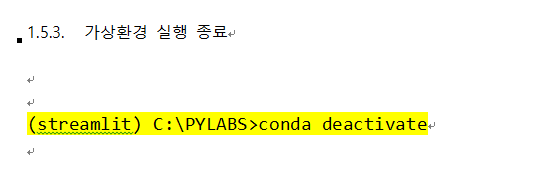 1.5.3. 가상환경 실행 종료
(streamlit) C:\PYLABS>conda deactivate